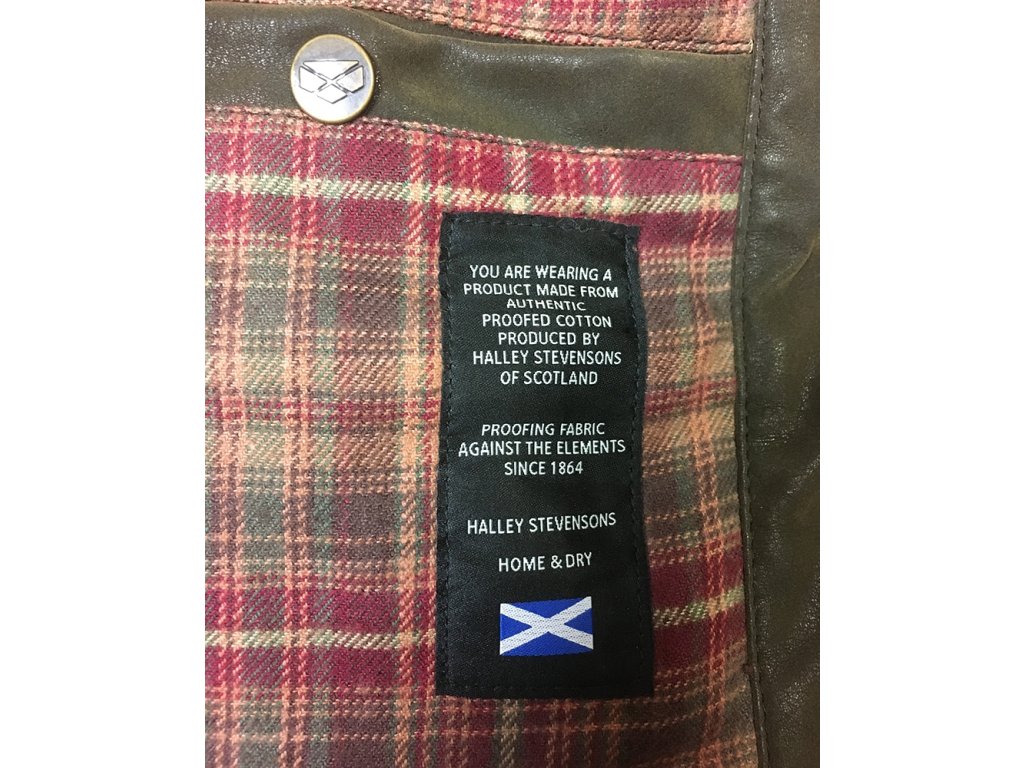 YOU ARE WEARING A
PRODUCT MADE FROM
AUTHENTIC
PROOFED COTTON
PRODUCED BY
HALLEY STEVENSONS
OF SCOTLAND
PROOFING FABRIC
AGAINST THE ELEMENTS
SINCE 1864
HALLEY STEVENSONS
HOME & DRY